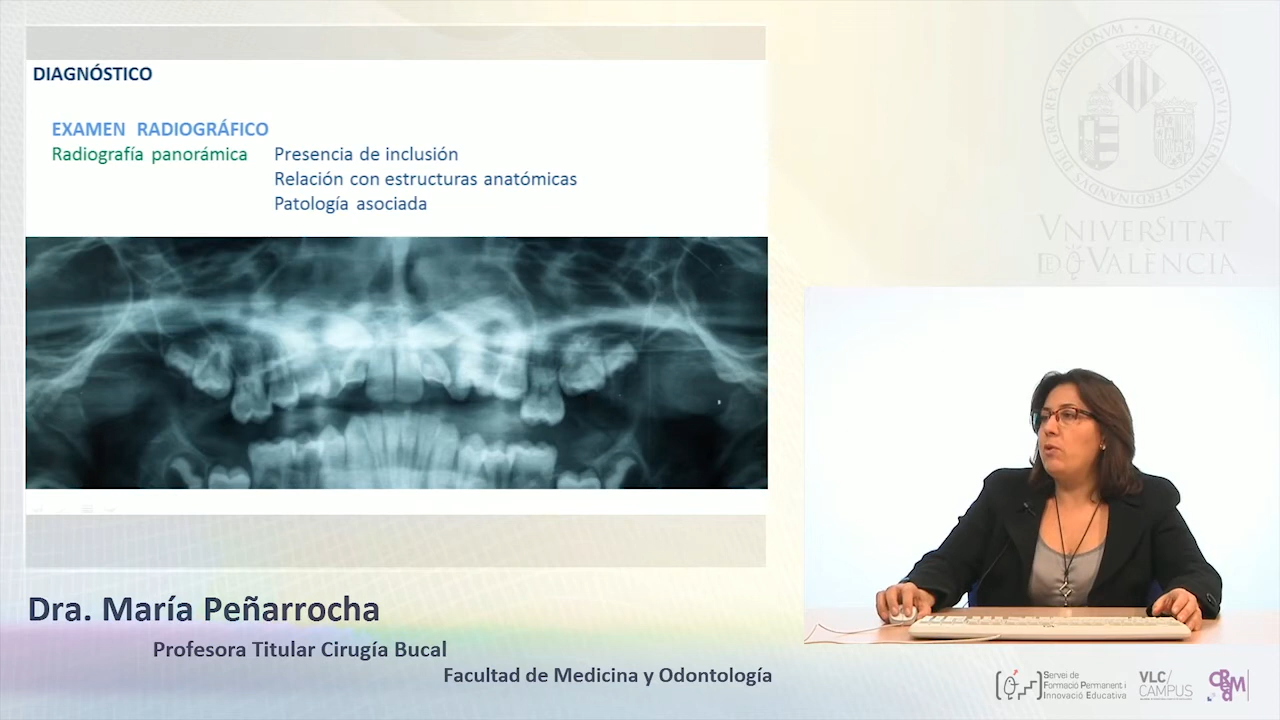 DIAGNÓSTICO
EXAMEN RADIOGRÁFICO
Radiografía panorámica Presencia de inclusión
Relación con estructuras anatómicas
Patología asociada
VNIVERSITAT
DE VALÈNCIA
Dra. María Peñarrocha
Profesora Titular Cirugía Bucal
Facultad de Medicina y Odontología
Servei de
Formació Permanent i
Innovació Educativa
VLC/
CAMPUS